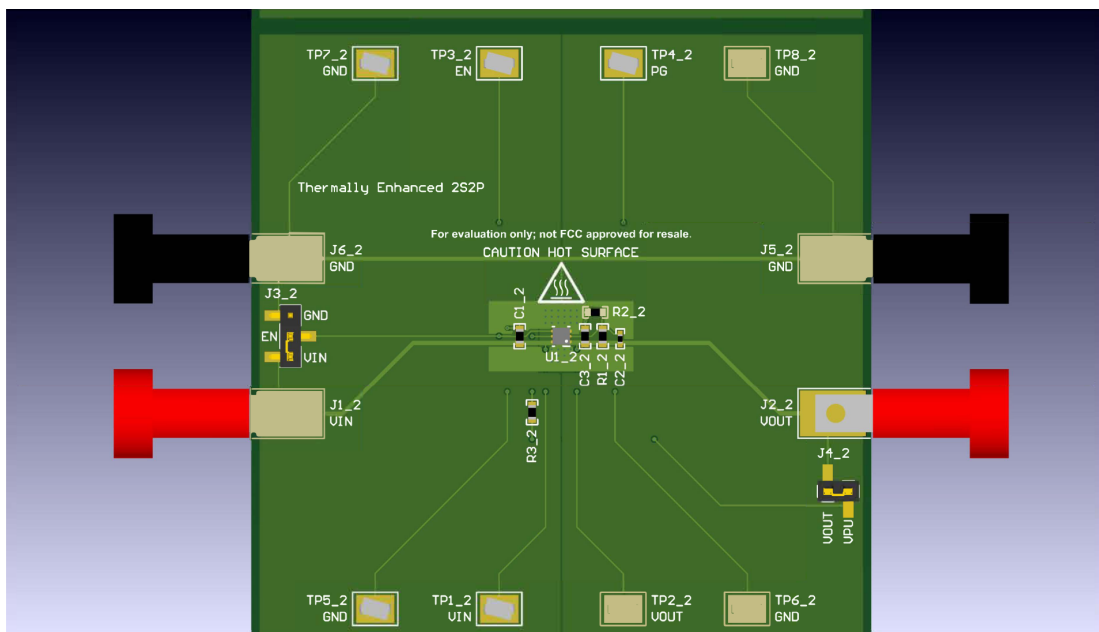 TP7_2
GND
TP3_2
EN
TP4_2
PG
TP8_2
GND
Thermally Enhanced 2S2P
For evaluation only; not FCC approved for resale.
CAUTION HOT SURFACE
J6_2
GND
J5_2
GND
J3_2
GND
EN
VIN
C1_2
R2_2
U1_2
C3_2
R1_2
C2_2
J1_2
VIN
R3_2
J2_2
VOUT
J4_2
VOUT
VPU
TP5_2
GND
TP1_2
VIN
TP2_2
VOUT
TP6_2
GND